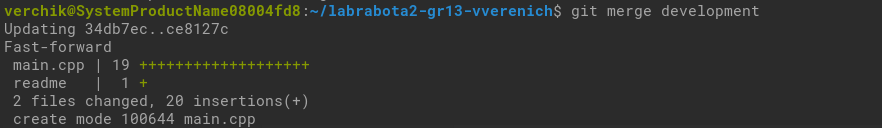 verchik@SystemProductName08004fd8:~/labrabota2-gr13-vverenich$ git merge development
Updating 34db7ec..ce8127c
Fast-forward
 main.cpp | 19 +++++++++++++++++++
 readme   |  1 +
 2 files changed, 20 insertions(+)
 create mode 100644 main.cpp